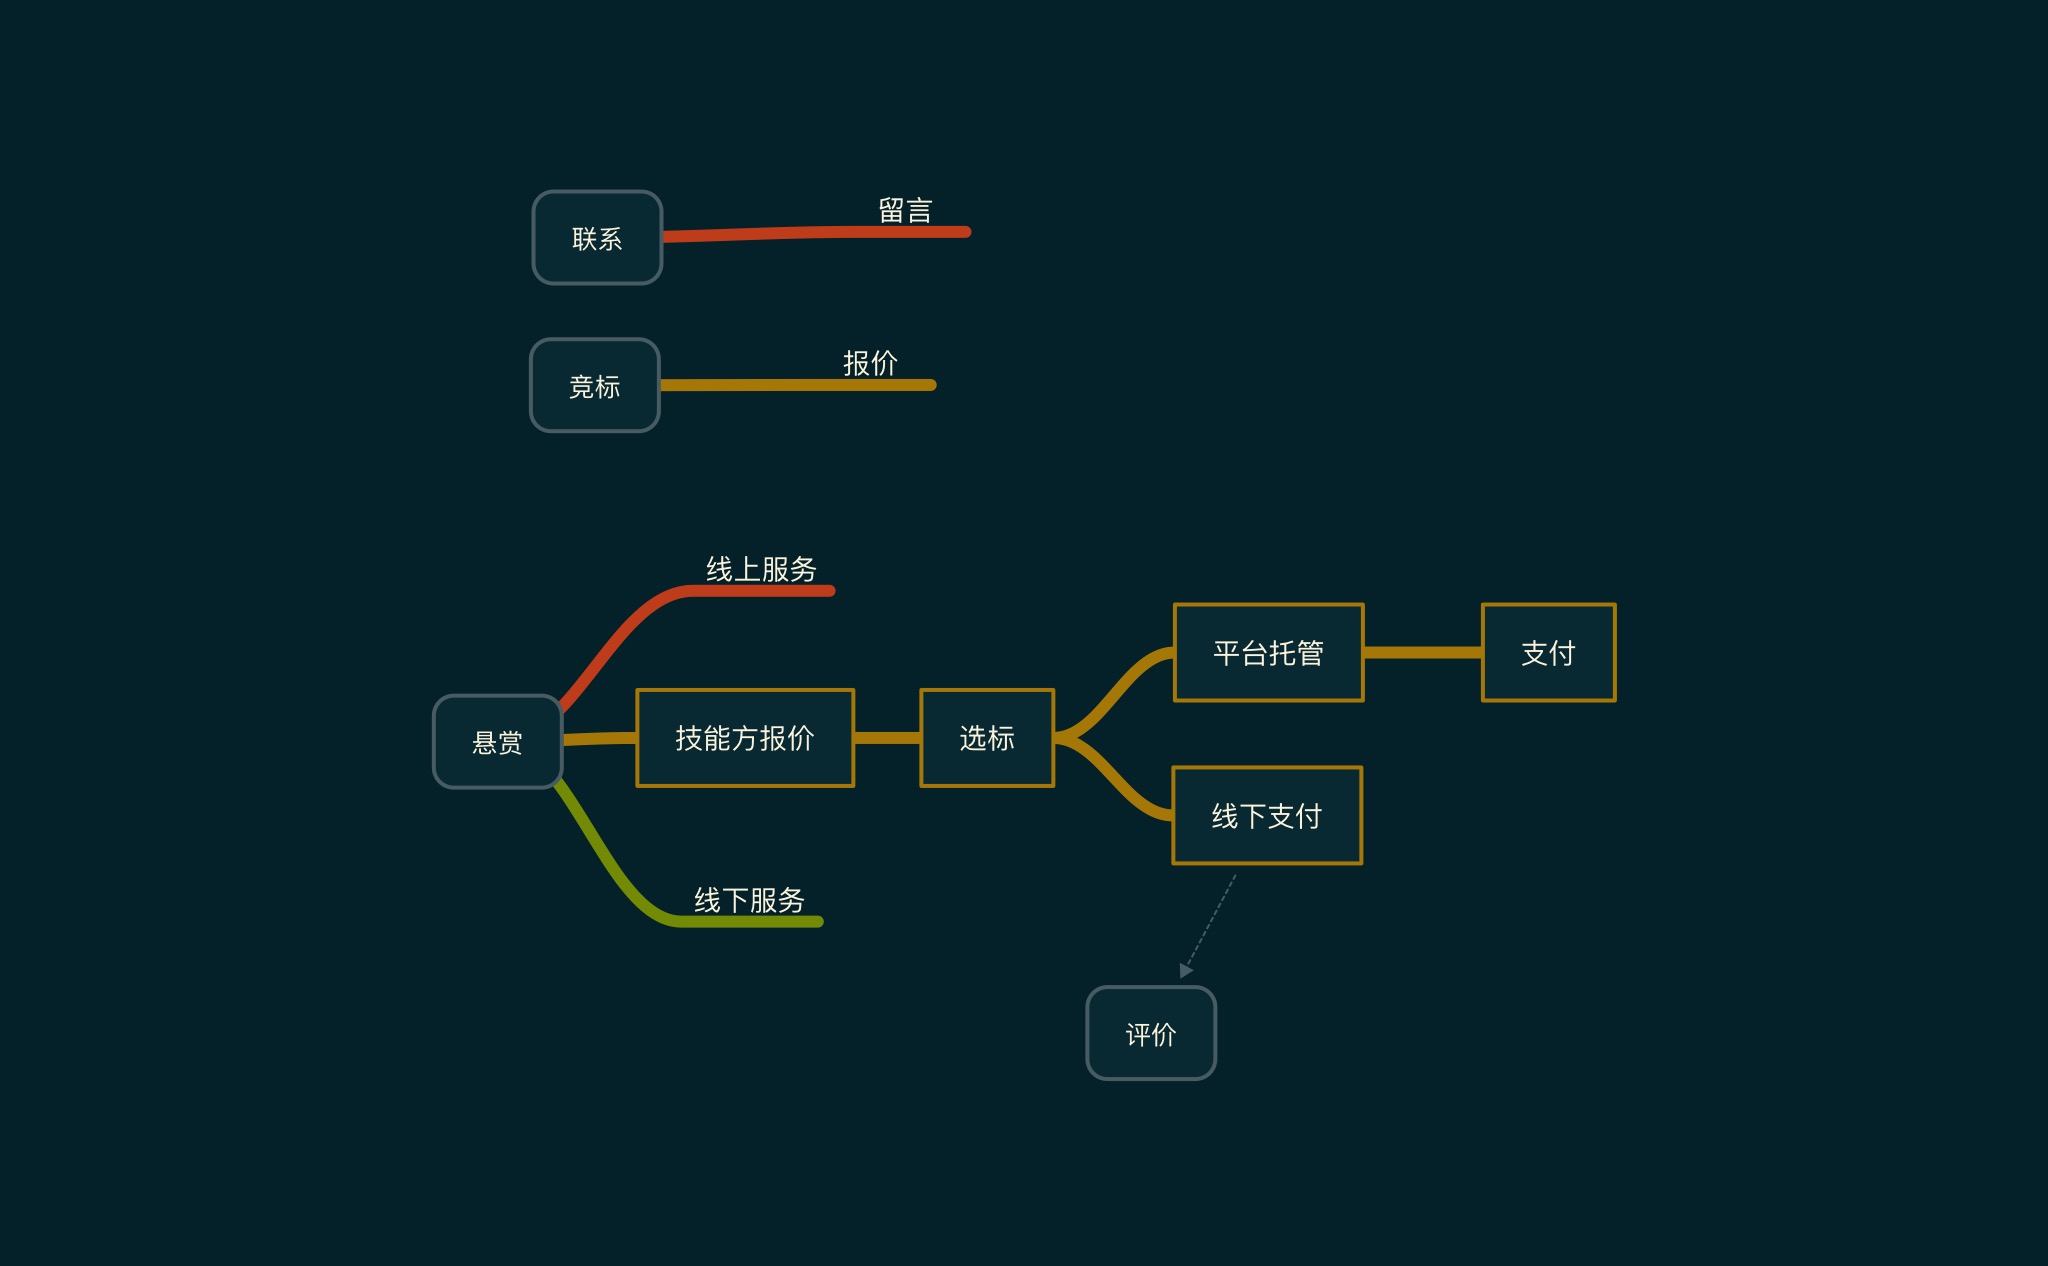 联系
留言
竞标
报价
悬赏
线上服务
技能方报价
选标
平台托管
支付
线下支付
线下服务
评价